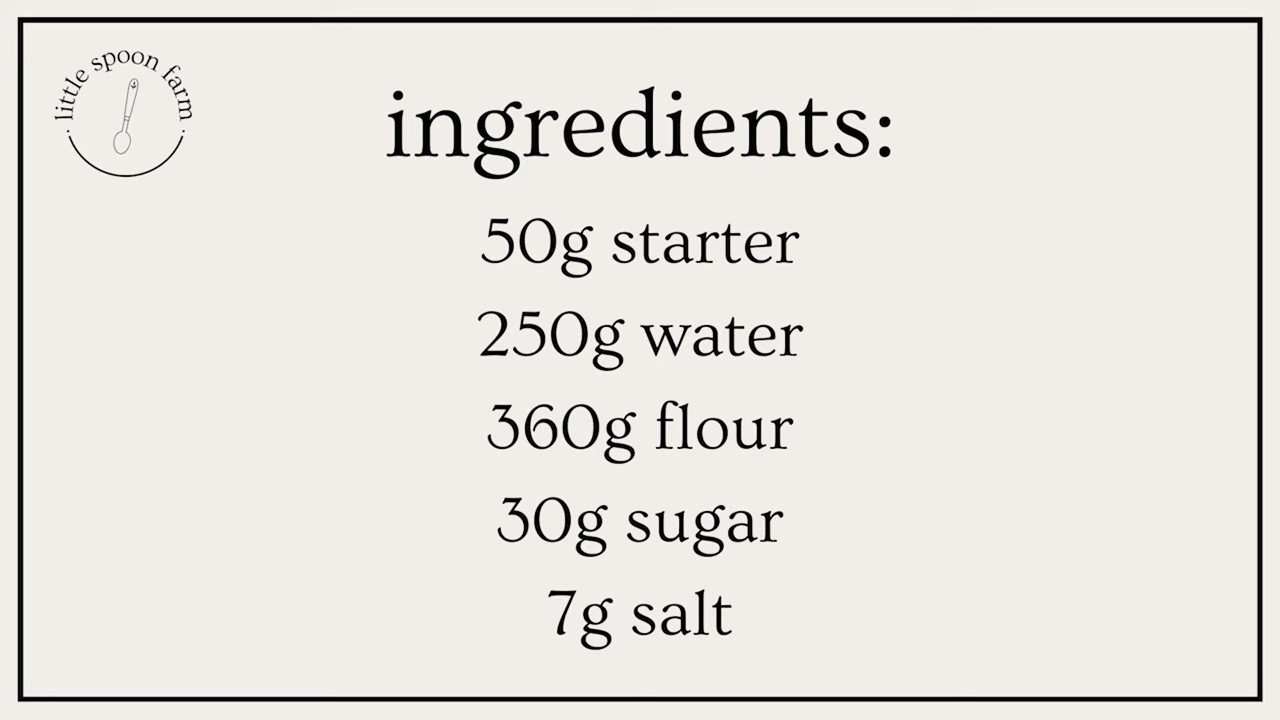 little spoon farm
ingredients:
50g starter
250g water
360g flour
30g sugar
7g salt